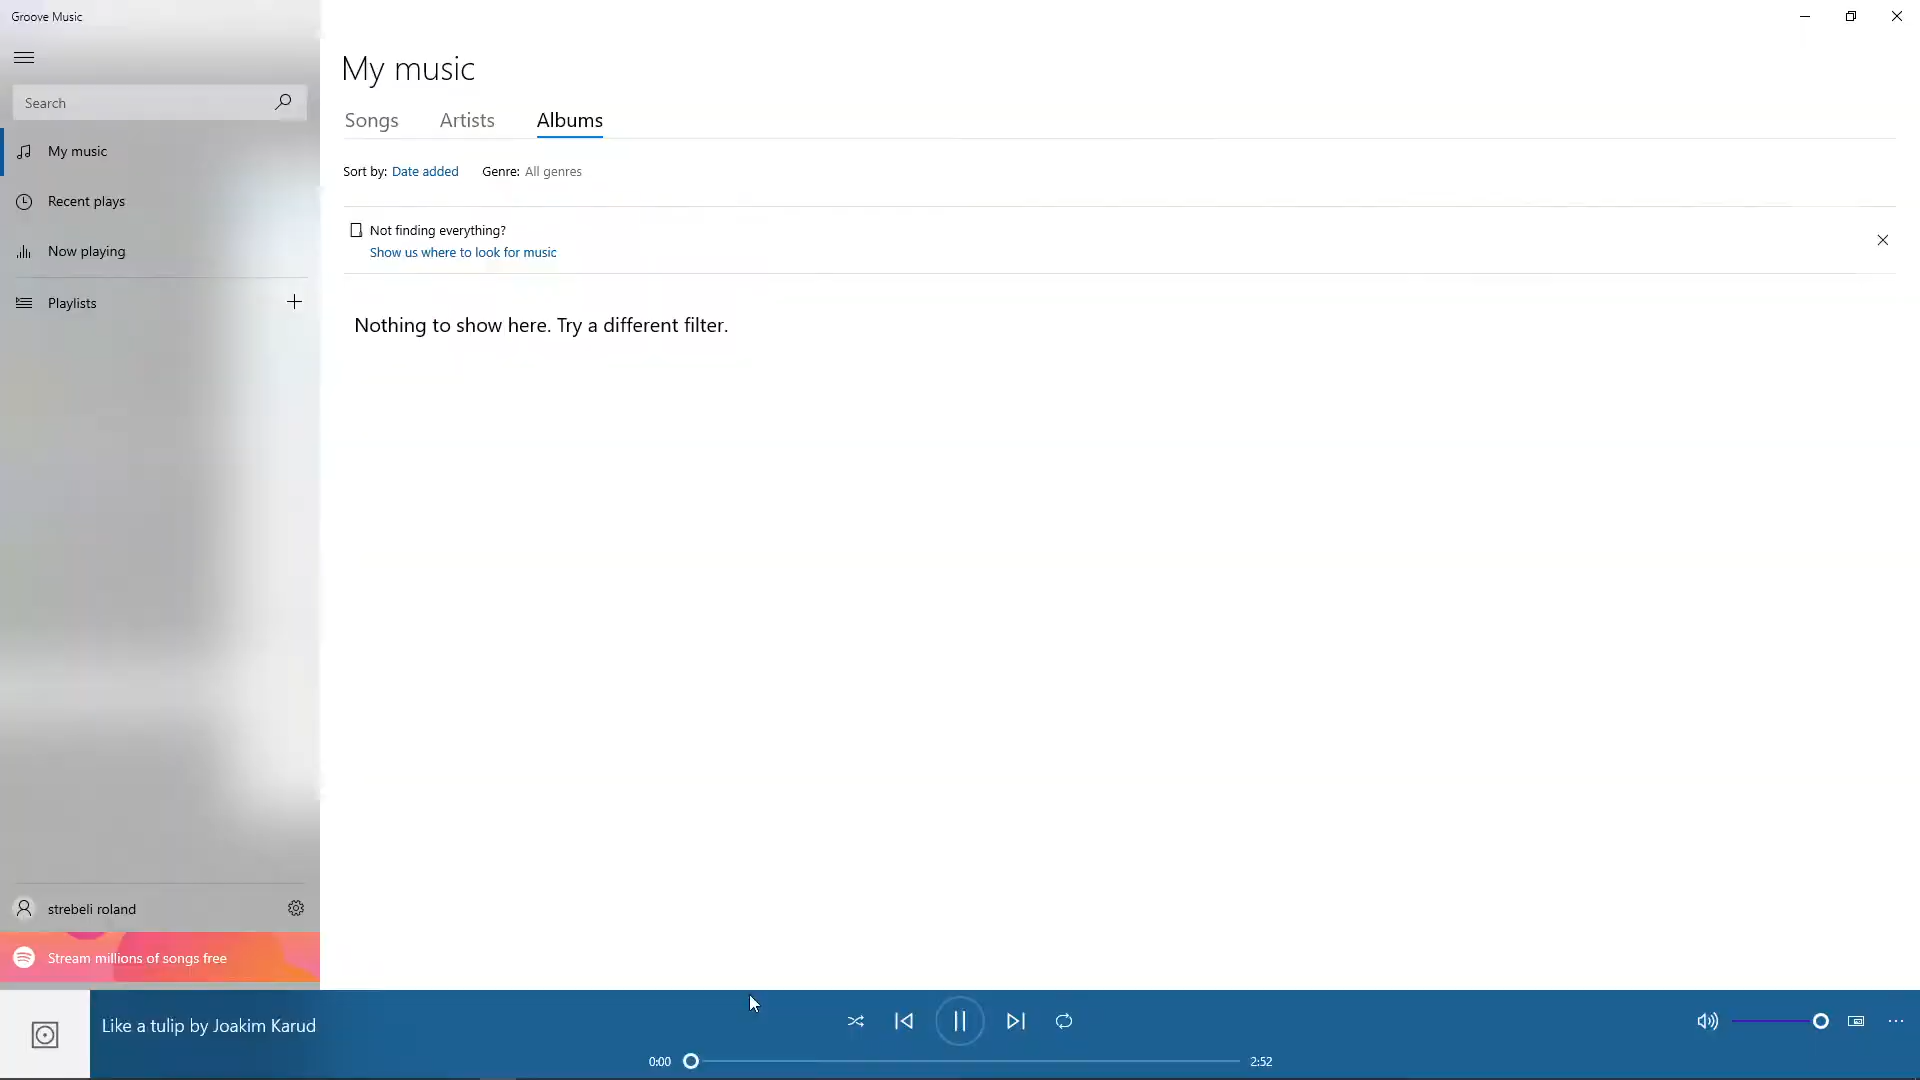 Groove Music
Search
My music
Recent plays
Now playing
Playlists
strebeli roland
Stream millions of songs free
My music
Songs Artists Albums
Sort by: Date added Genre: All genres
Not finding everything?
Show us where to look for music
Nothing to show here. Try a different filter.
Like a tulip by Joakim Karud
0:00 2:52